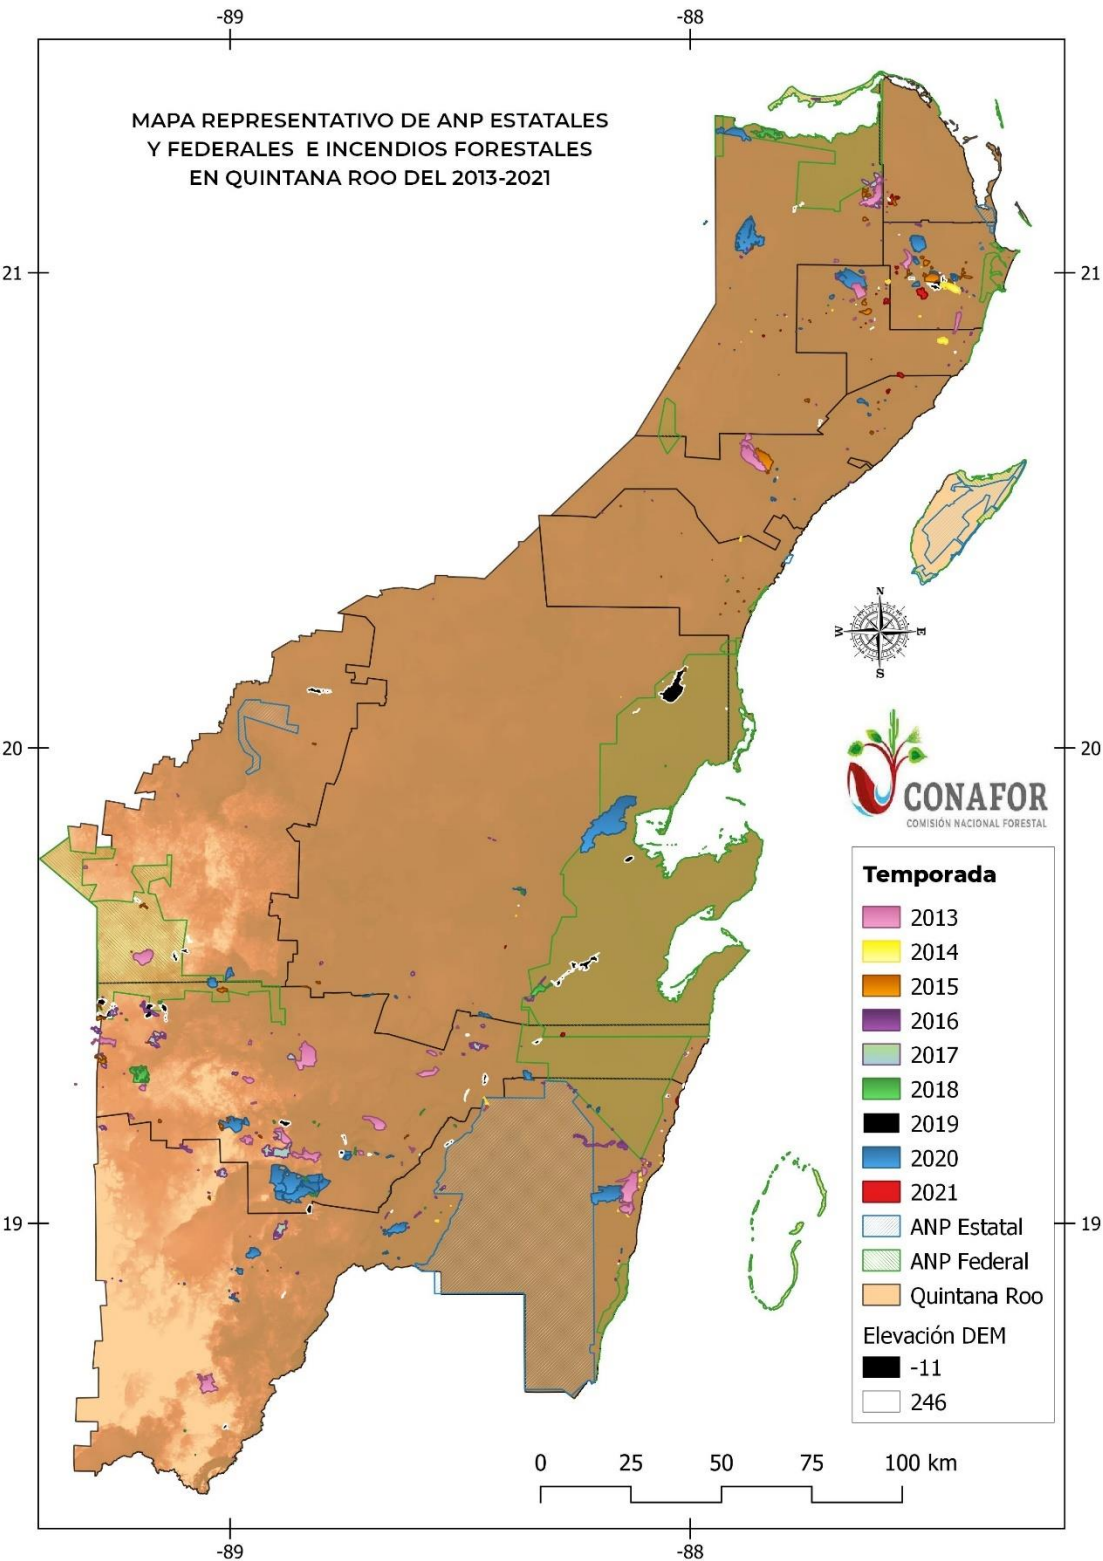 -89 -88
MAPA REPRESENTATIVO DE ANP ESTATALES
Y FEDERALES E INCENDIOS FORESTALES
EN QUINTANA ROO DEL 2013-2021
21 21
N
W E
S
20 20
CONAFOR
COMISIÓN NACIONAL FORESTAL
Temporada
2013
2014
2015
2016
2017
2018
2019
2020
2021
ANP Estatal
ANP Federal
Quintana Roo
Elevación DEM
-11
246
19 19
0 25 50 75 100 km
-89 -88